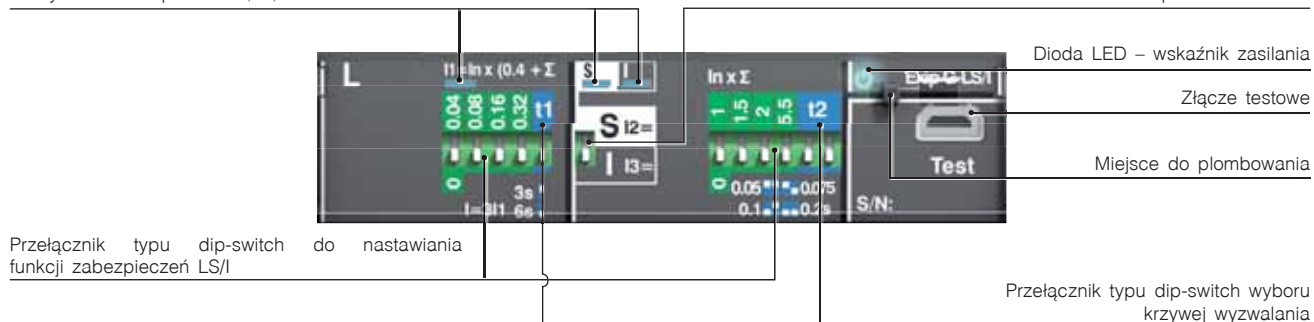 Dioda LED – wskaźnik zasilania
Złącze testowe
Miejsce do plombowania
L
I1=In x (0.4 + Σ
0.04 0.08 0.16 0.32 t1
0
3s
I=3I1 6s
S I
S I2=
I I3=
In x Σ
1 1.5 2 5.5 t2
0 0.05 0.075
0.1 0.2s
Ekip G LS/I
Test
S/N:
Przełącznik typu dip-switch do nastawiania
funkcji zabezpieczeń LS/I
Przełącznik typu dip-switch wyboru
krzywej wyzwalania